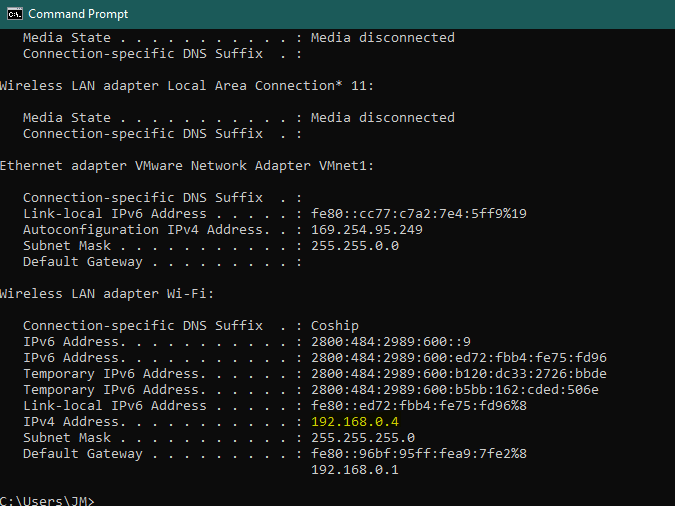 Command Prompt
   Media State . . . . . . . . . . . : Media disconnected
   Connection-specific DNS Suffix  . :
Wireless LAN adapter Local Area Connection* 11:
   Media State . . . . . . . . . . . : Media disconnected
   Connection-specific DNS Suffix  . :
Ethernet adapter VMware Network Adapter VMnet1:
   Connection-specific DNS Suffix  . :
   Link-local IPv6 Address . . . . . : fe80::cc77:c7a2:7e4:5ff9%19
   Autoconfiguration IPv4 Address. . : 169.254.95.249
   Subnet Mask . . . . . . . . . . . : 255.255.0.0
   Default Gateway . . . . . . . . . :
Wireless LAN adapter Wi-Fi:
   Connection-specific DNS Suffix  . : Coship
   IPv6 Address. . . . . . . . . . . : 2800:484:2989:600::9
   IPv6 Address. . . . . . . . . . . : 2800:484:2989:600:ed72:fbb4:fe75:fd96
   Temporary IPv6 Address. . . . . . : 2800:484:2989:600:b120:dc33:2726:bbde
   Temporary IPv6 Address. . . . . . : 2800:484:2989:600:b5bb:162:cded:506e
   Link-local IPv6 Address . . . . . : fe80::ed72:fbb4:fe75:fd96%8
   IPv4 Address. . . . . . . . . . . : 192.168.0.4
   Subnet Mask . . . . . . . . . . . : 255.255.255.0
   Default Gateway . . . . . . . . . : fe80::96bf:95ff:fea9:7fe2%8
                                       192.168.0.1
C:\Users\JM>